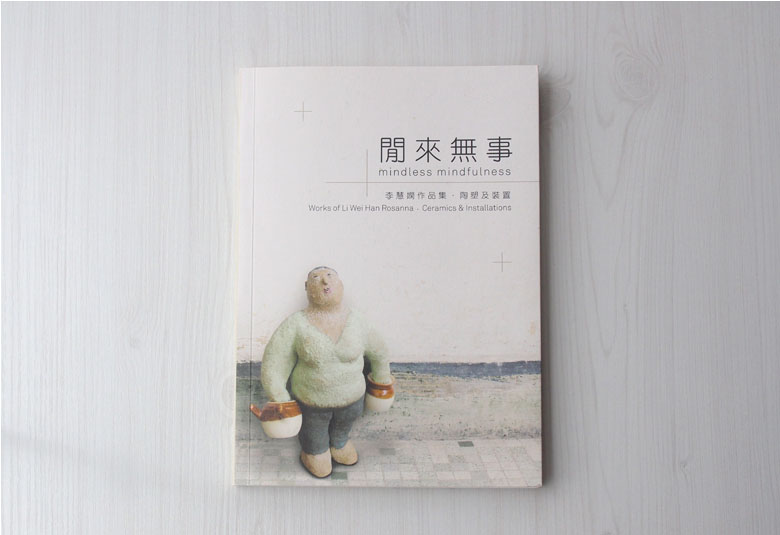 閒來無事
mindless mindfulness
李慧嫻作品集．陶塑及裝置
Works of Li Wei Han Rosanna . Ceramics & Installations